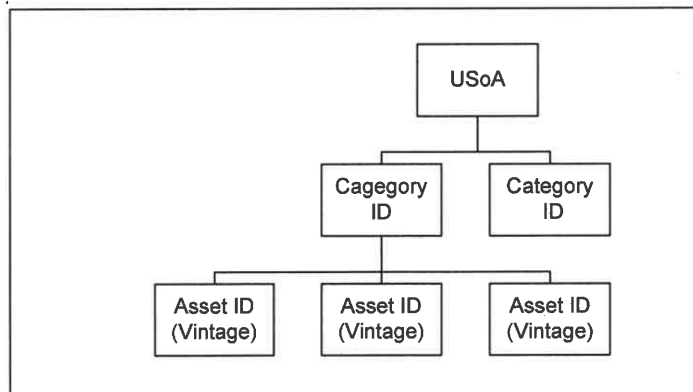 USoA
Cagegory
ID
Category
ID
Asset ID
(Vintage)
Asset ID
(Vintage)
Asset ID
(Vintage)